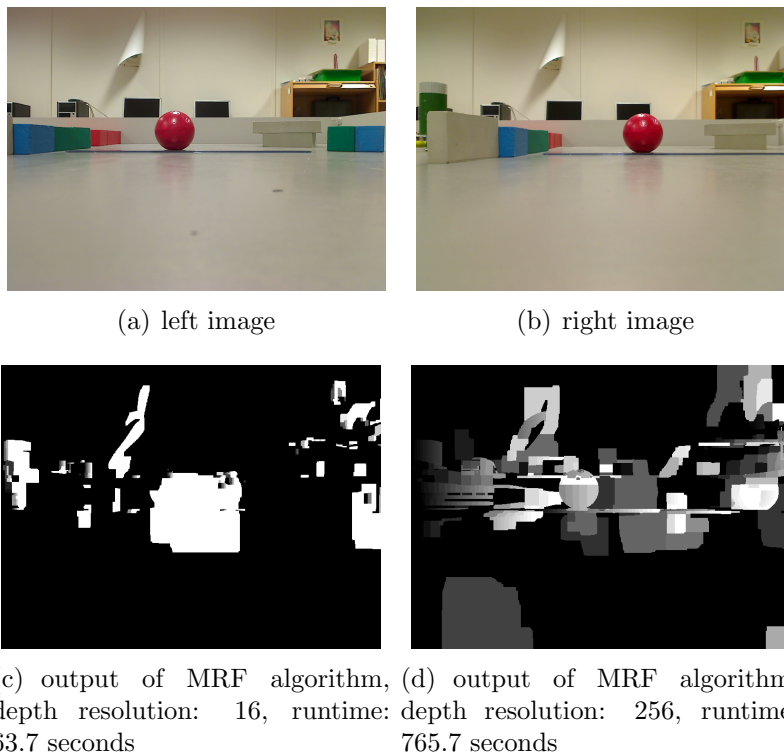 (a) left image
(b) right image
(c) output of MRF algorithm,
depth resolution: 16, runtime:
63.7 seconds
(d) output of MRF algorithm
depth resolution: 256, runtime
765.7 seconds